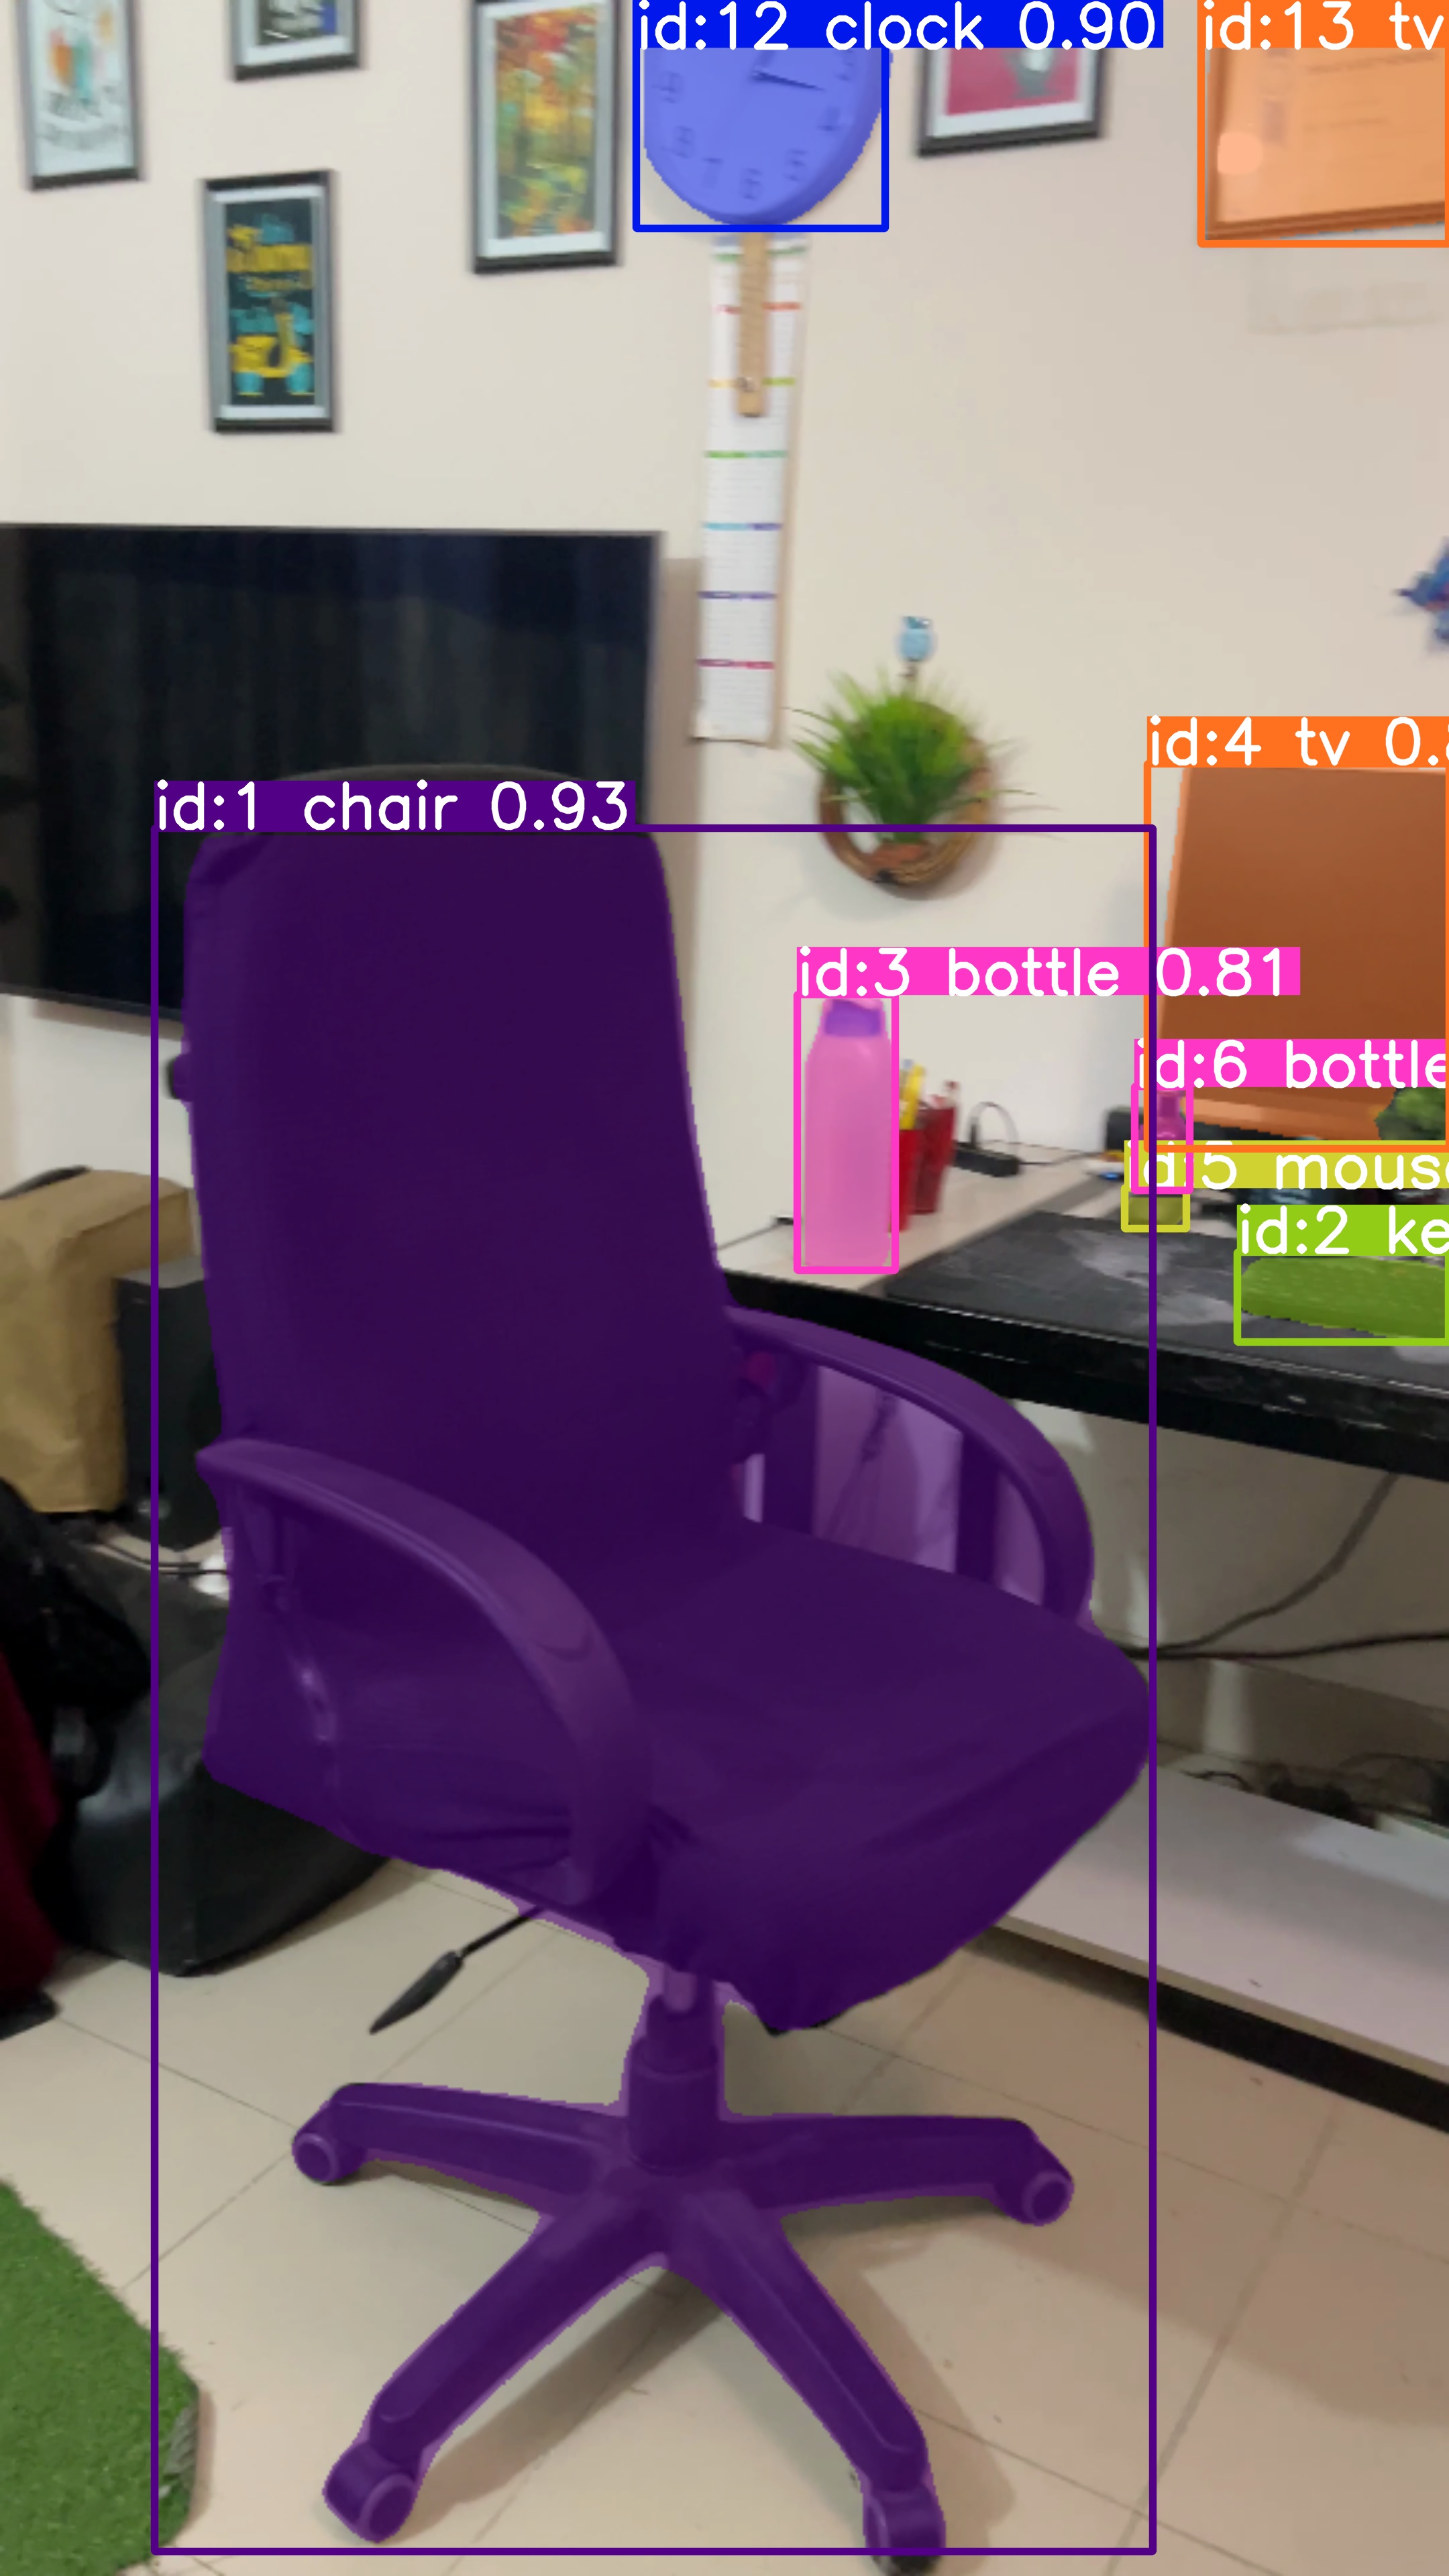 id:12 clock 0.90
id:13 tv
id:4 tv 0.8
id:1 chair 0.93
id:3 bottle 0.81
id:6 bottle
id:5 mouse
id:2 ke